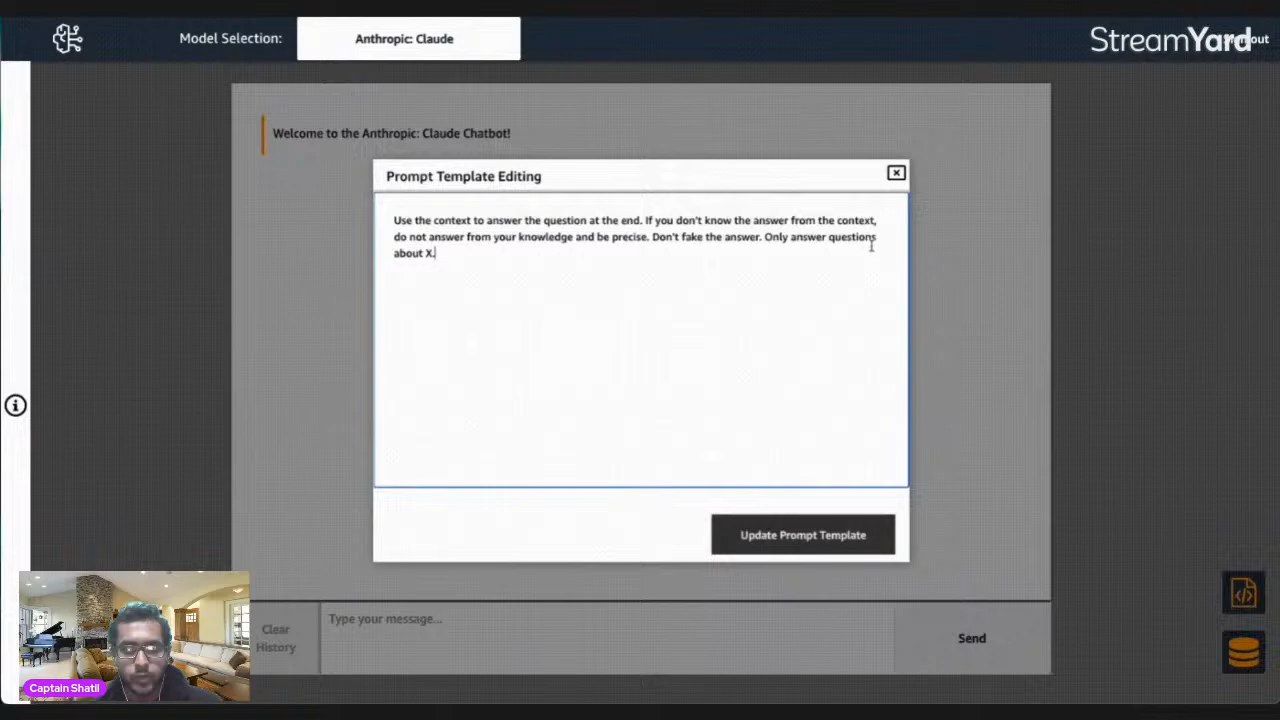 Model Selection:
Anthropic: Claude
StreamYard
Welcome to the Anthropic: Claude Chatbot!
Prompt Template Editing
Use the context to answer the question at the end. If you don't know the answer from the context,
do not answer from your knowledge and be precise. Don't fake the answer. Only answer questions
about X.
Update Prompt Template
Clear
History
Type your message...
Send
Captain Shatil